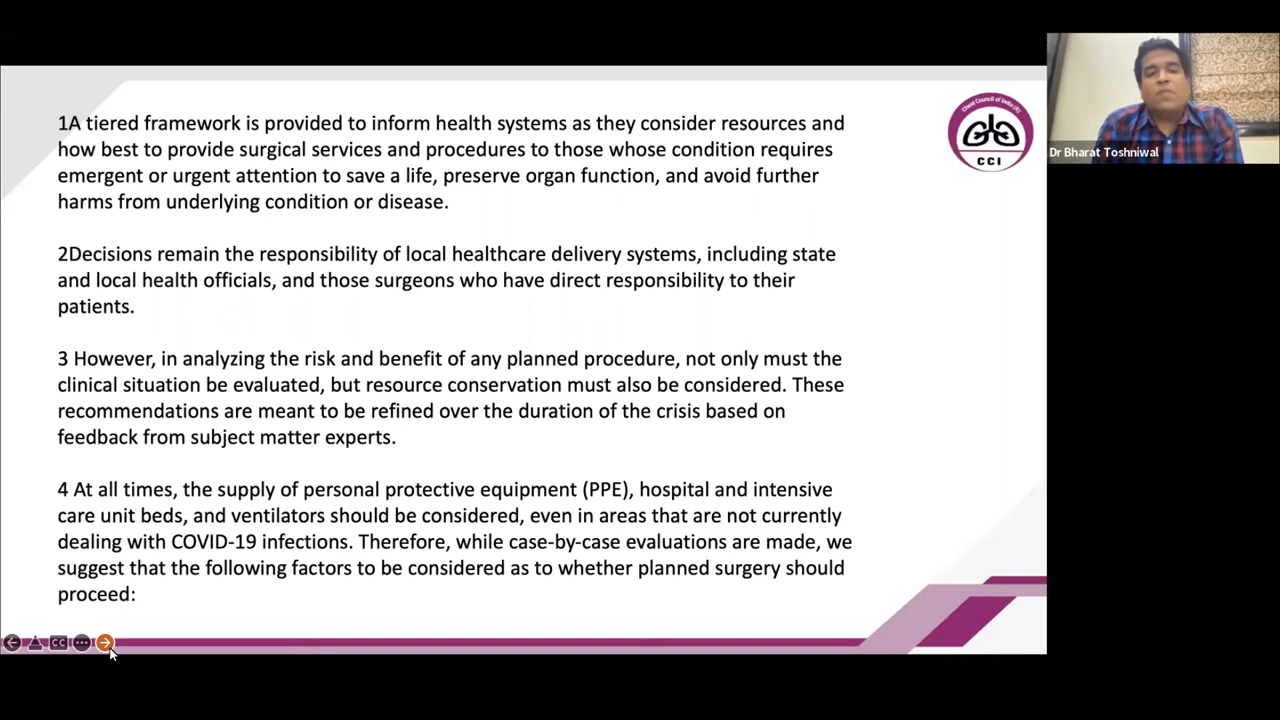 1A tiered framework is provided to inform health systems as they consider resources and
how best to provide surgical services and procedures to those whose condition requires
emergent or urgent attention to save a life, preserve organ function, and avoid further
harms from underlying condition or disease.
2Decisions remain the responsibility of local healthcare delivery systems, including state
and local health officials, and those surgeons who have direct responsibility to their
patients.
3 However, in analyzing the risk and benefit of any planned procedure, not only must the
clinical situation be evaluated, but resource conservation must also be considered. These
recommendations are meant to be refined over the duration of the crisis based on
feedback from subject matter experts.
4 At all times, the supply of personal protective equipment (PPE), hospital and intensive
care unit beds, and ventilators should be considered, even in areas that are not currently
dealing with COVID-19 infections. Therefore, while case-by-case evaluations are made, we
suggest that the following factors to be considered as to whether planned surgery should
proceed:
Chest Council of India (R)
CCI
Dr Bharat Toshniwal
CC